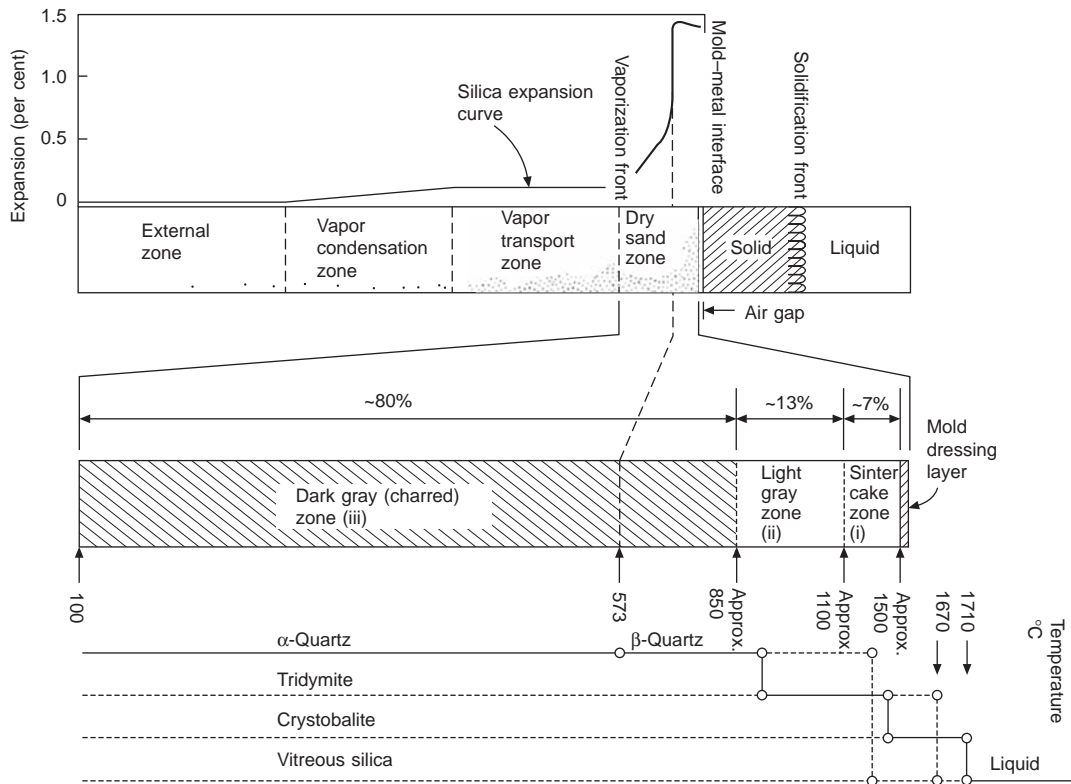 1.5
1.0
0.5
0
Expansion (per cent)
Silica expansion
curve
Vaporization front
Mold–metal interface
Solidification front
External
zone
Vapor
condensation
zone
Vapor
transport
zone
Dry
sand
zone
Solid
Liquid
Air gap
~80%
~13%
~7%
Mold
dressing
layer
Dark gray (charred)
zone (iii)
Light
gray
zone
(ii)
Sinter
cake
zone
(i)
100
573
Approx.
850
Approx.
1100
Approx.
1500
1670
1710
Temperature
°C
α-Quartz
β-Quartz
Tridymite
Crystobalite
Vitreous silica
Liquid